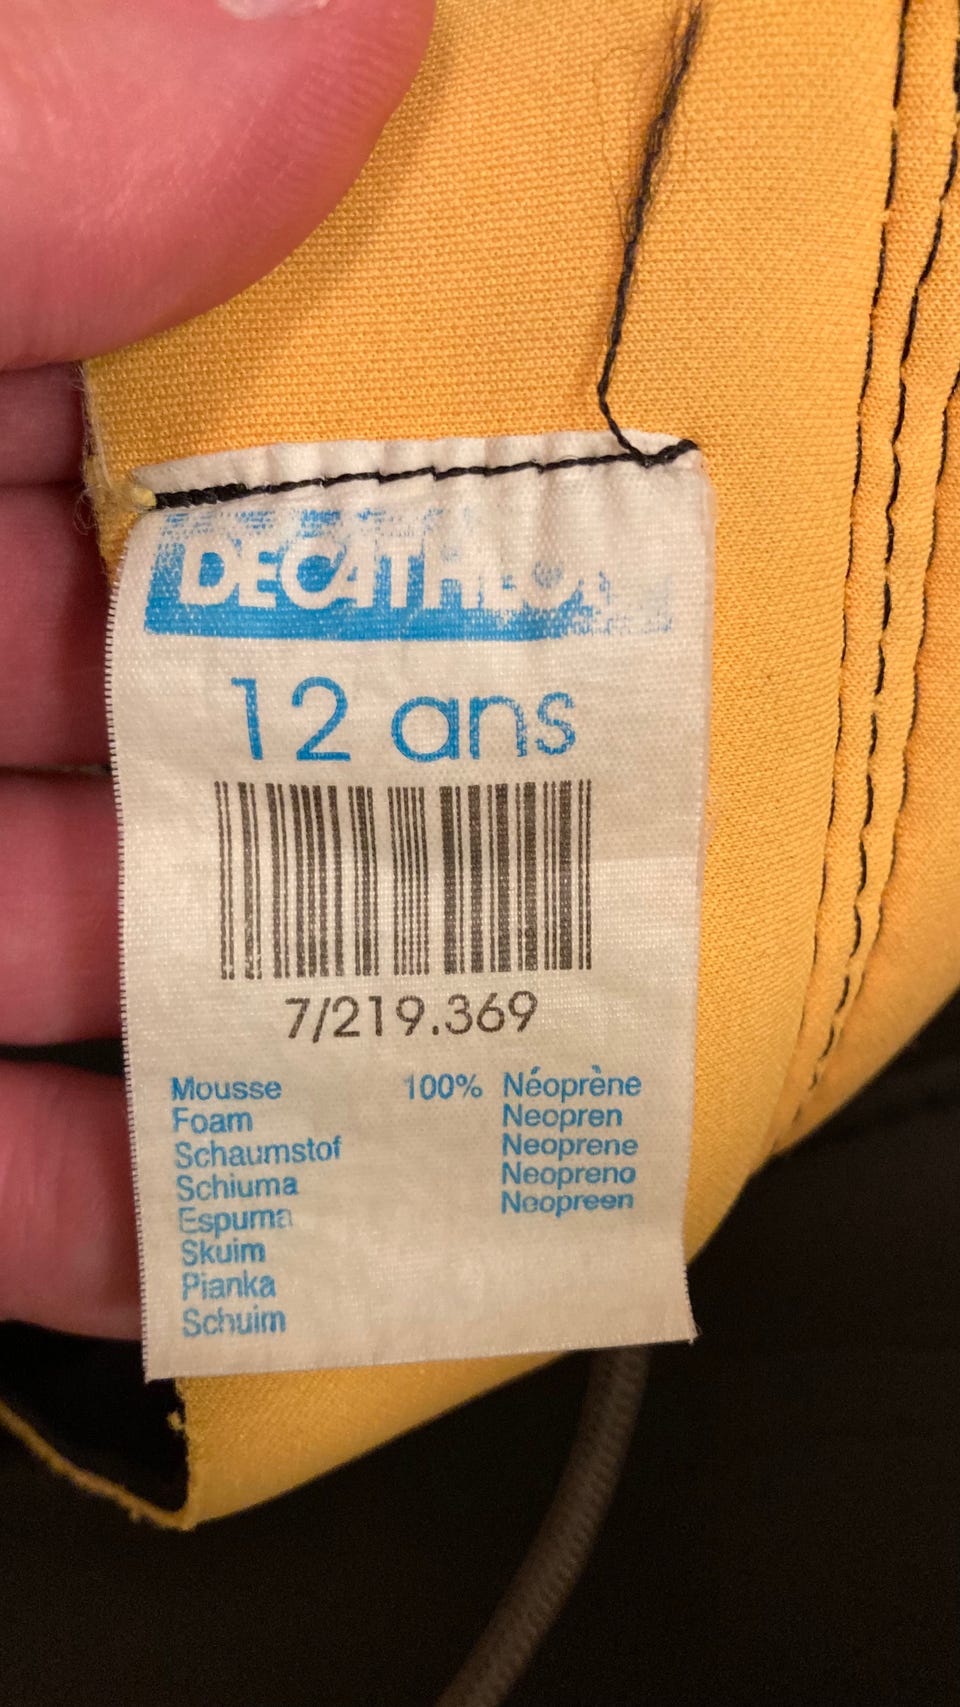 DECATHLON
12 ans
7/219.369
Mousse 100% Néoprène
Foam Neopren
Schaumstof Neoprene
Schiuma Neopreno
Espuma Neopreen
Skuim
Pianka
Schuim